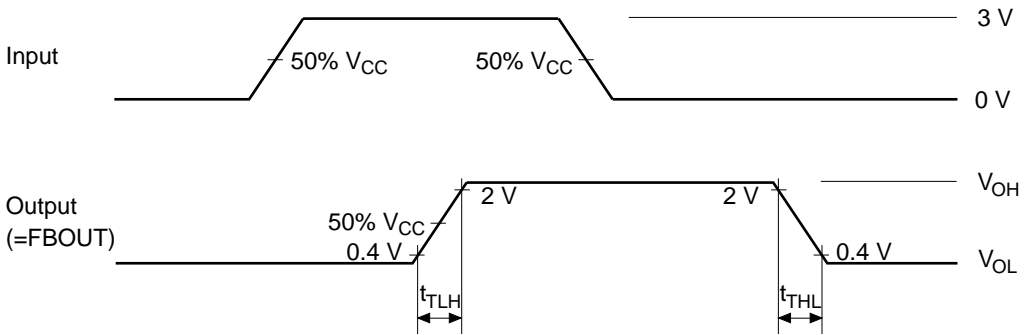 3 V
Input
50% VCC
50% VCC
0 V
Output
(=FBOUT)
2 V
2 V
VOH
50% VCC
0.4 V
0.4 V
VOL
tTLH
tTHL